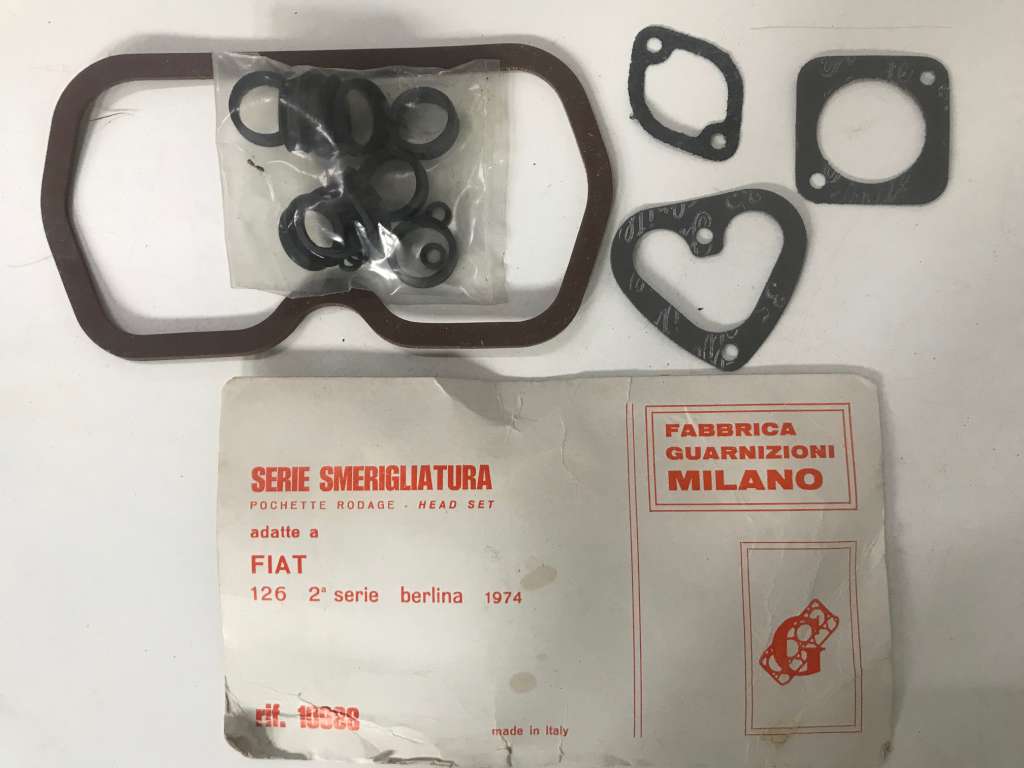 SERIE SMERIGLIATURA
POCHETTE RODAGE - HEAD SET
adatte a
FIAT
126 2ª serie berlina 1974
rif.
made in Italy
FABBRICA
GUARNIZIONI
MILANO
G